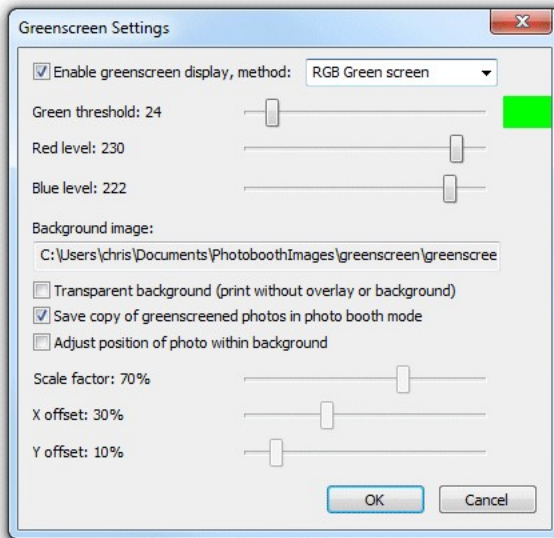 Greenscreen Settings
Enable greenscreen display, method: RGB Green screen
Green threshold: 24
Red level: 230
Blue level: 222
Background image:
C:\Users\chris\Documents\PhotoboothImages\greenscreen\greenscree
Transparent background (print without overlay or background)
Save copy of greenscreened photos in photo booth mode
Adjust position of photo within background
Scale factor: 70%
X offset: 30%
Y offset: 10%
OK Cancel